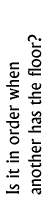 Is it in order when
another has the floor?